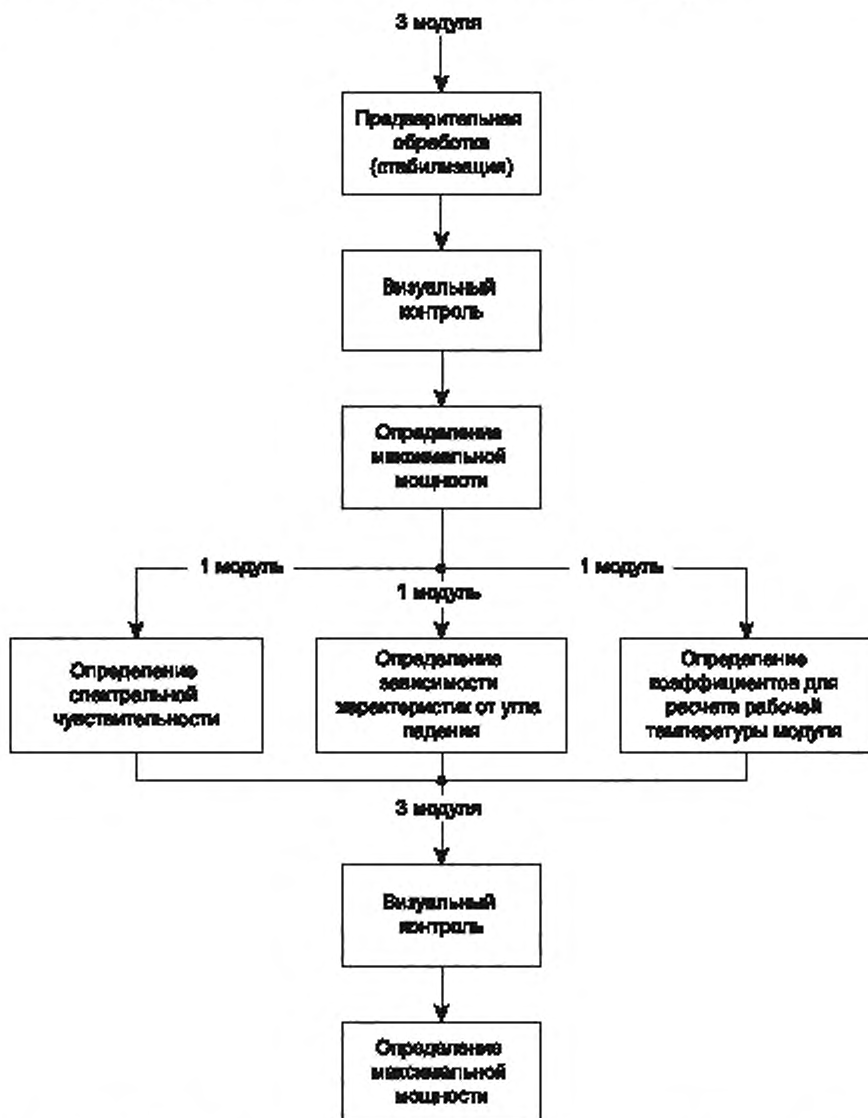 3 модуля
Предварительная
обработка
(стабилизация)
Визуальный
контроль
Определение
максимальной
мощности
1 модуль
1 модуль
1 модуль
Определение
спектральной
чувствительности
Определение
зависимости
характеристик от угла
падения
Определение
коэффициентов для
расчета рабочей
температуры модуля
3 модуля
Визуальный
контроль
Определение
максимальной
мощности